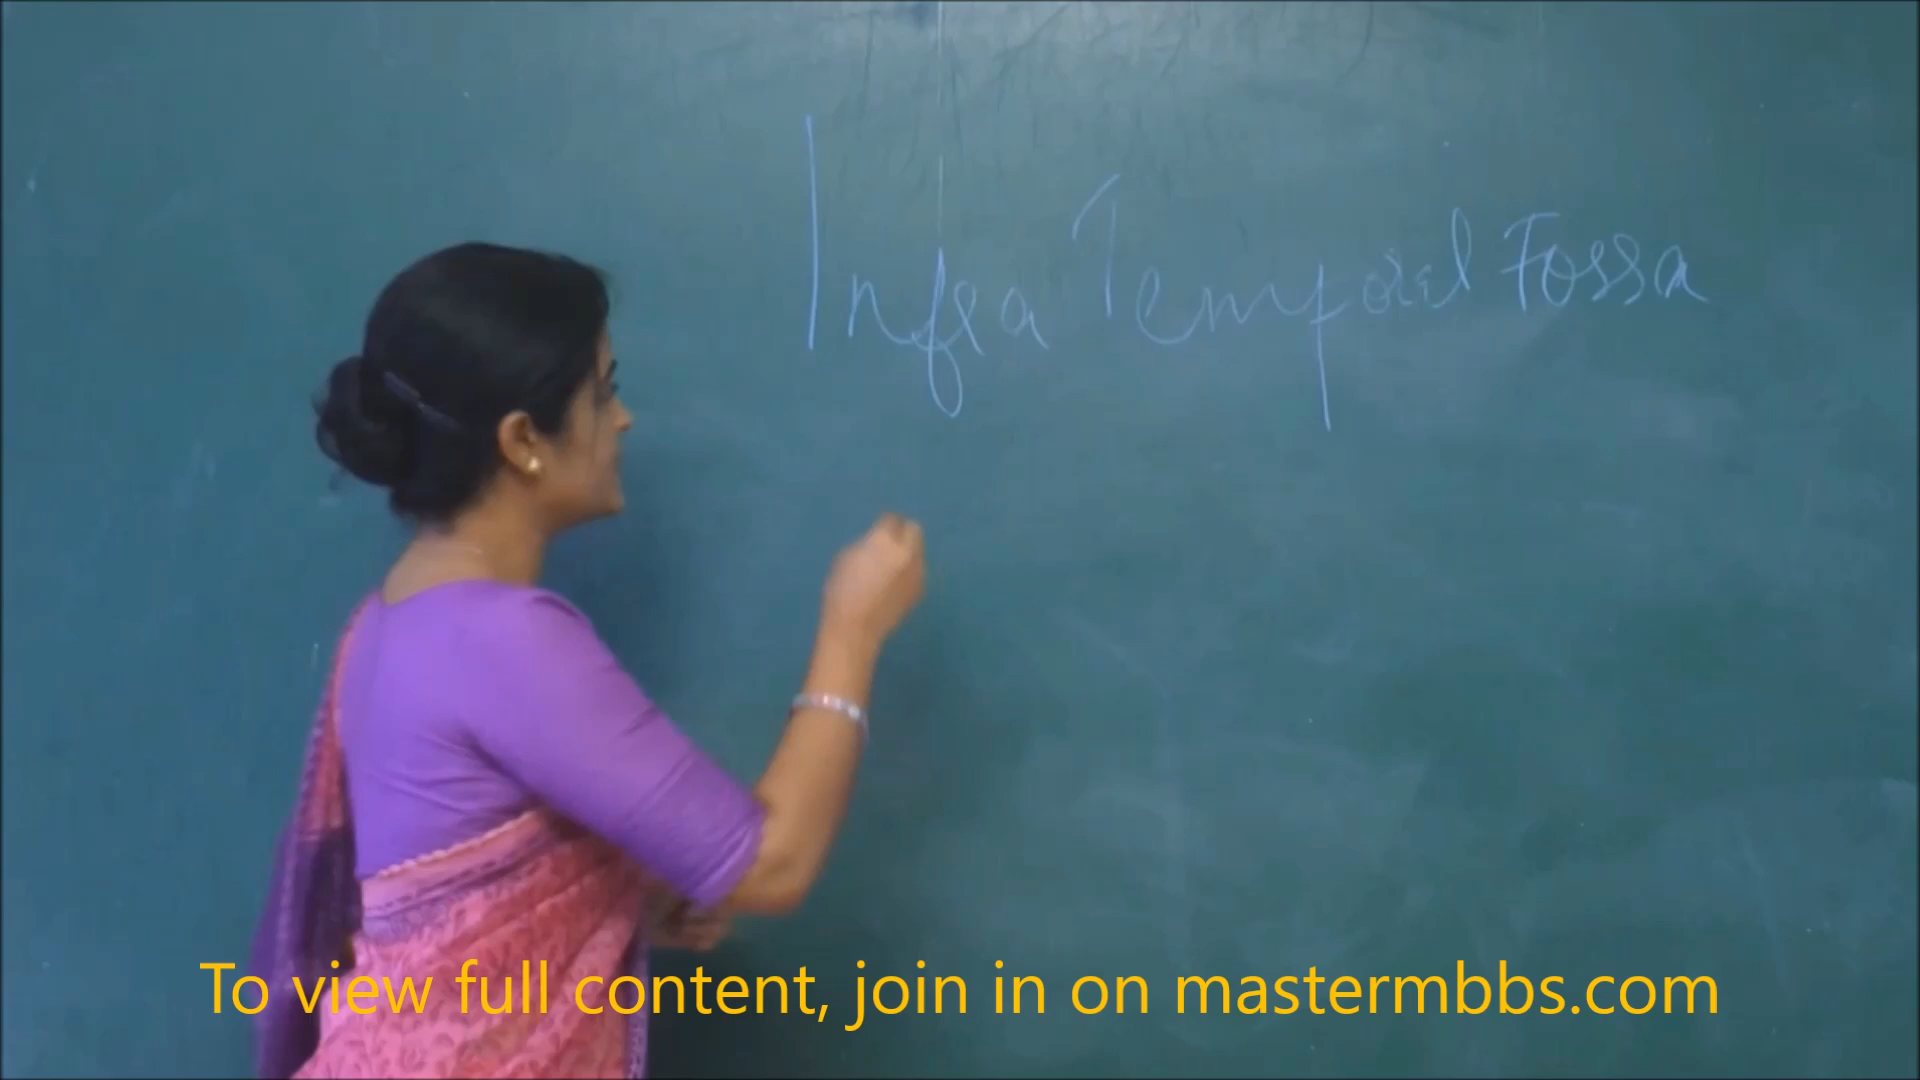 Infra Temporal Fossa
To view full content, join in on mastermbbs.com